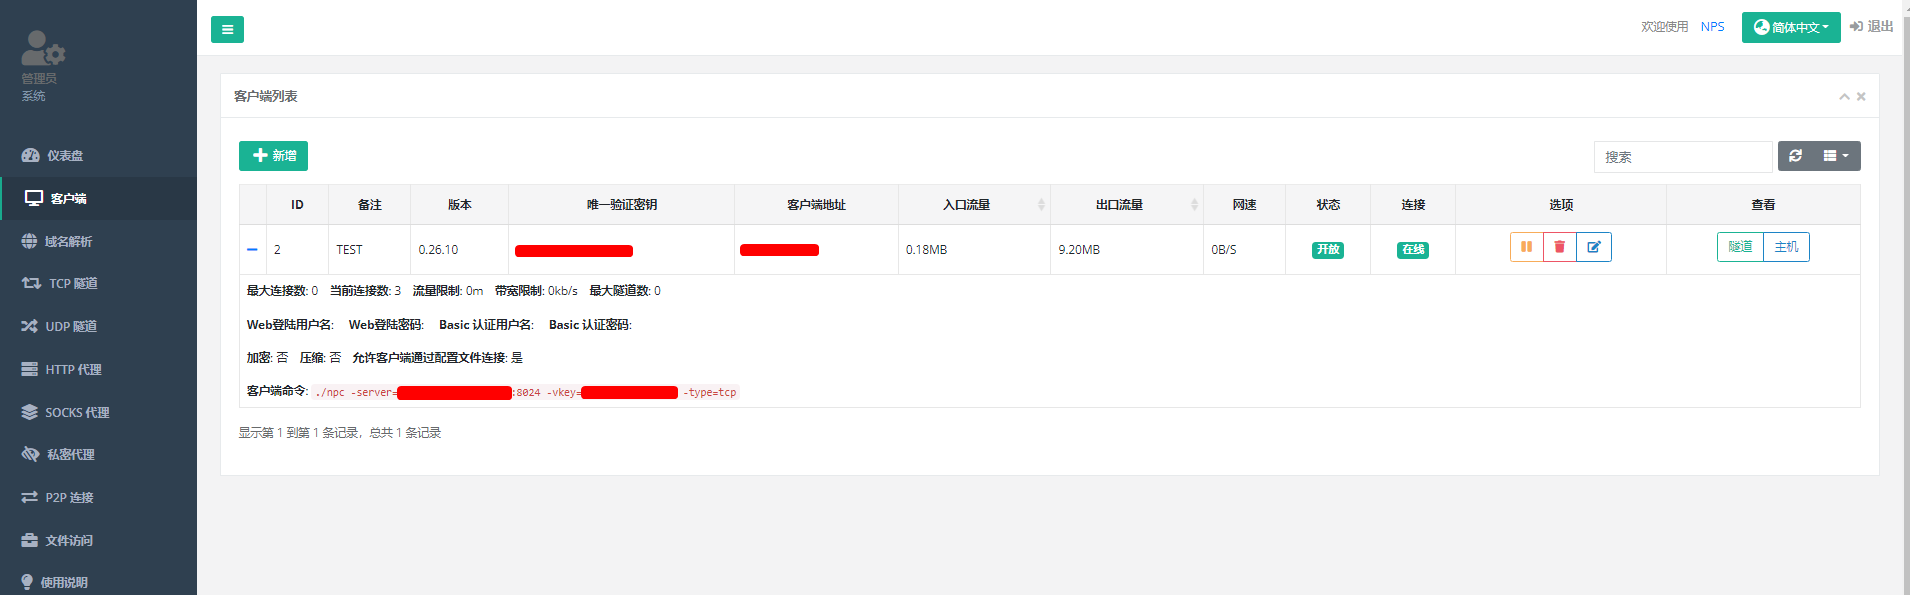 管理员
系统
仪表盘
客户端
域名解析
TCP 隧道
UDP 隧道
HTTP 代理
SOCKS 代理
私密代理
P2P 连接
文件访问
使用说明
欢迎使用 NPS 简体中文 退出
客户端列表
新增
搜索
ID 备注 版本 唯一验证密钥 客户端地址 入口流量 出口流量 网速 状态 连接 选项 查看
2 TEST 0.26.10 0.18MB 9.20MB 0B/S 开放 在线 隧道 主机
最大连接数: 0 当前连接数: 3 流量限制: 0m 带宽限制: 0kb/s 最大隧道数: 0
Web登陆用户名: Web登陆密码: Basic 认证用户名: Basic 认证密码:
加密: 否 压缩: 否 允许客户端通过配置文件连接: 是
客户端命令: ./npc -server= :8024 -vkey= -type=tcp
显示第 1 到第 1 条记录，总共 1 条记录